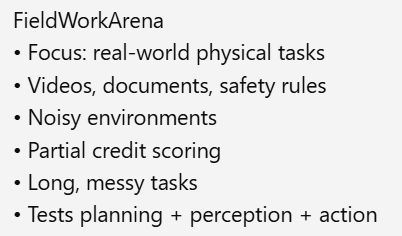 FieldWorkArena
• Focus: real-world physical tasks
• Videos, documents, safety rules
• Noisy environments
• Partial credit scoring
• Long, messy tasks
• Tests planning + perception + action